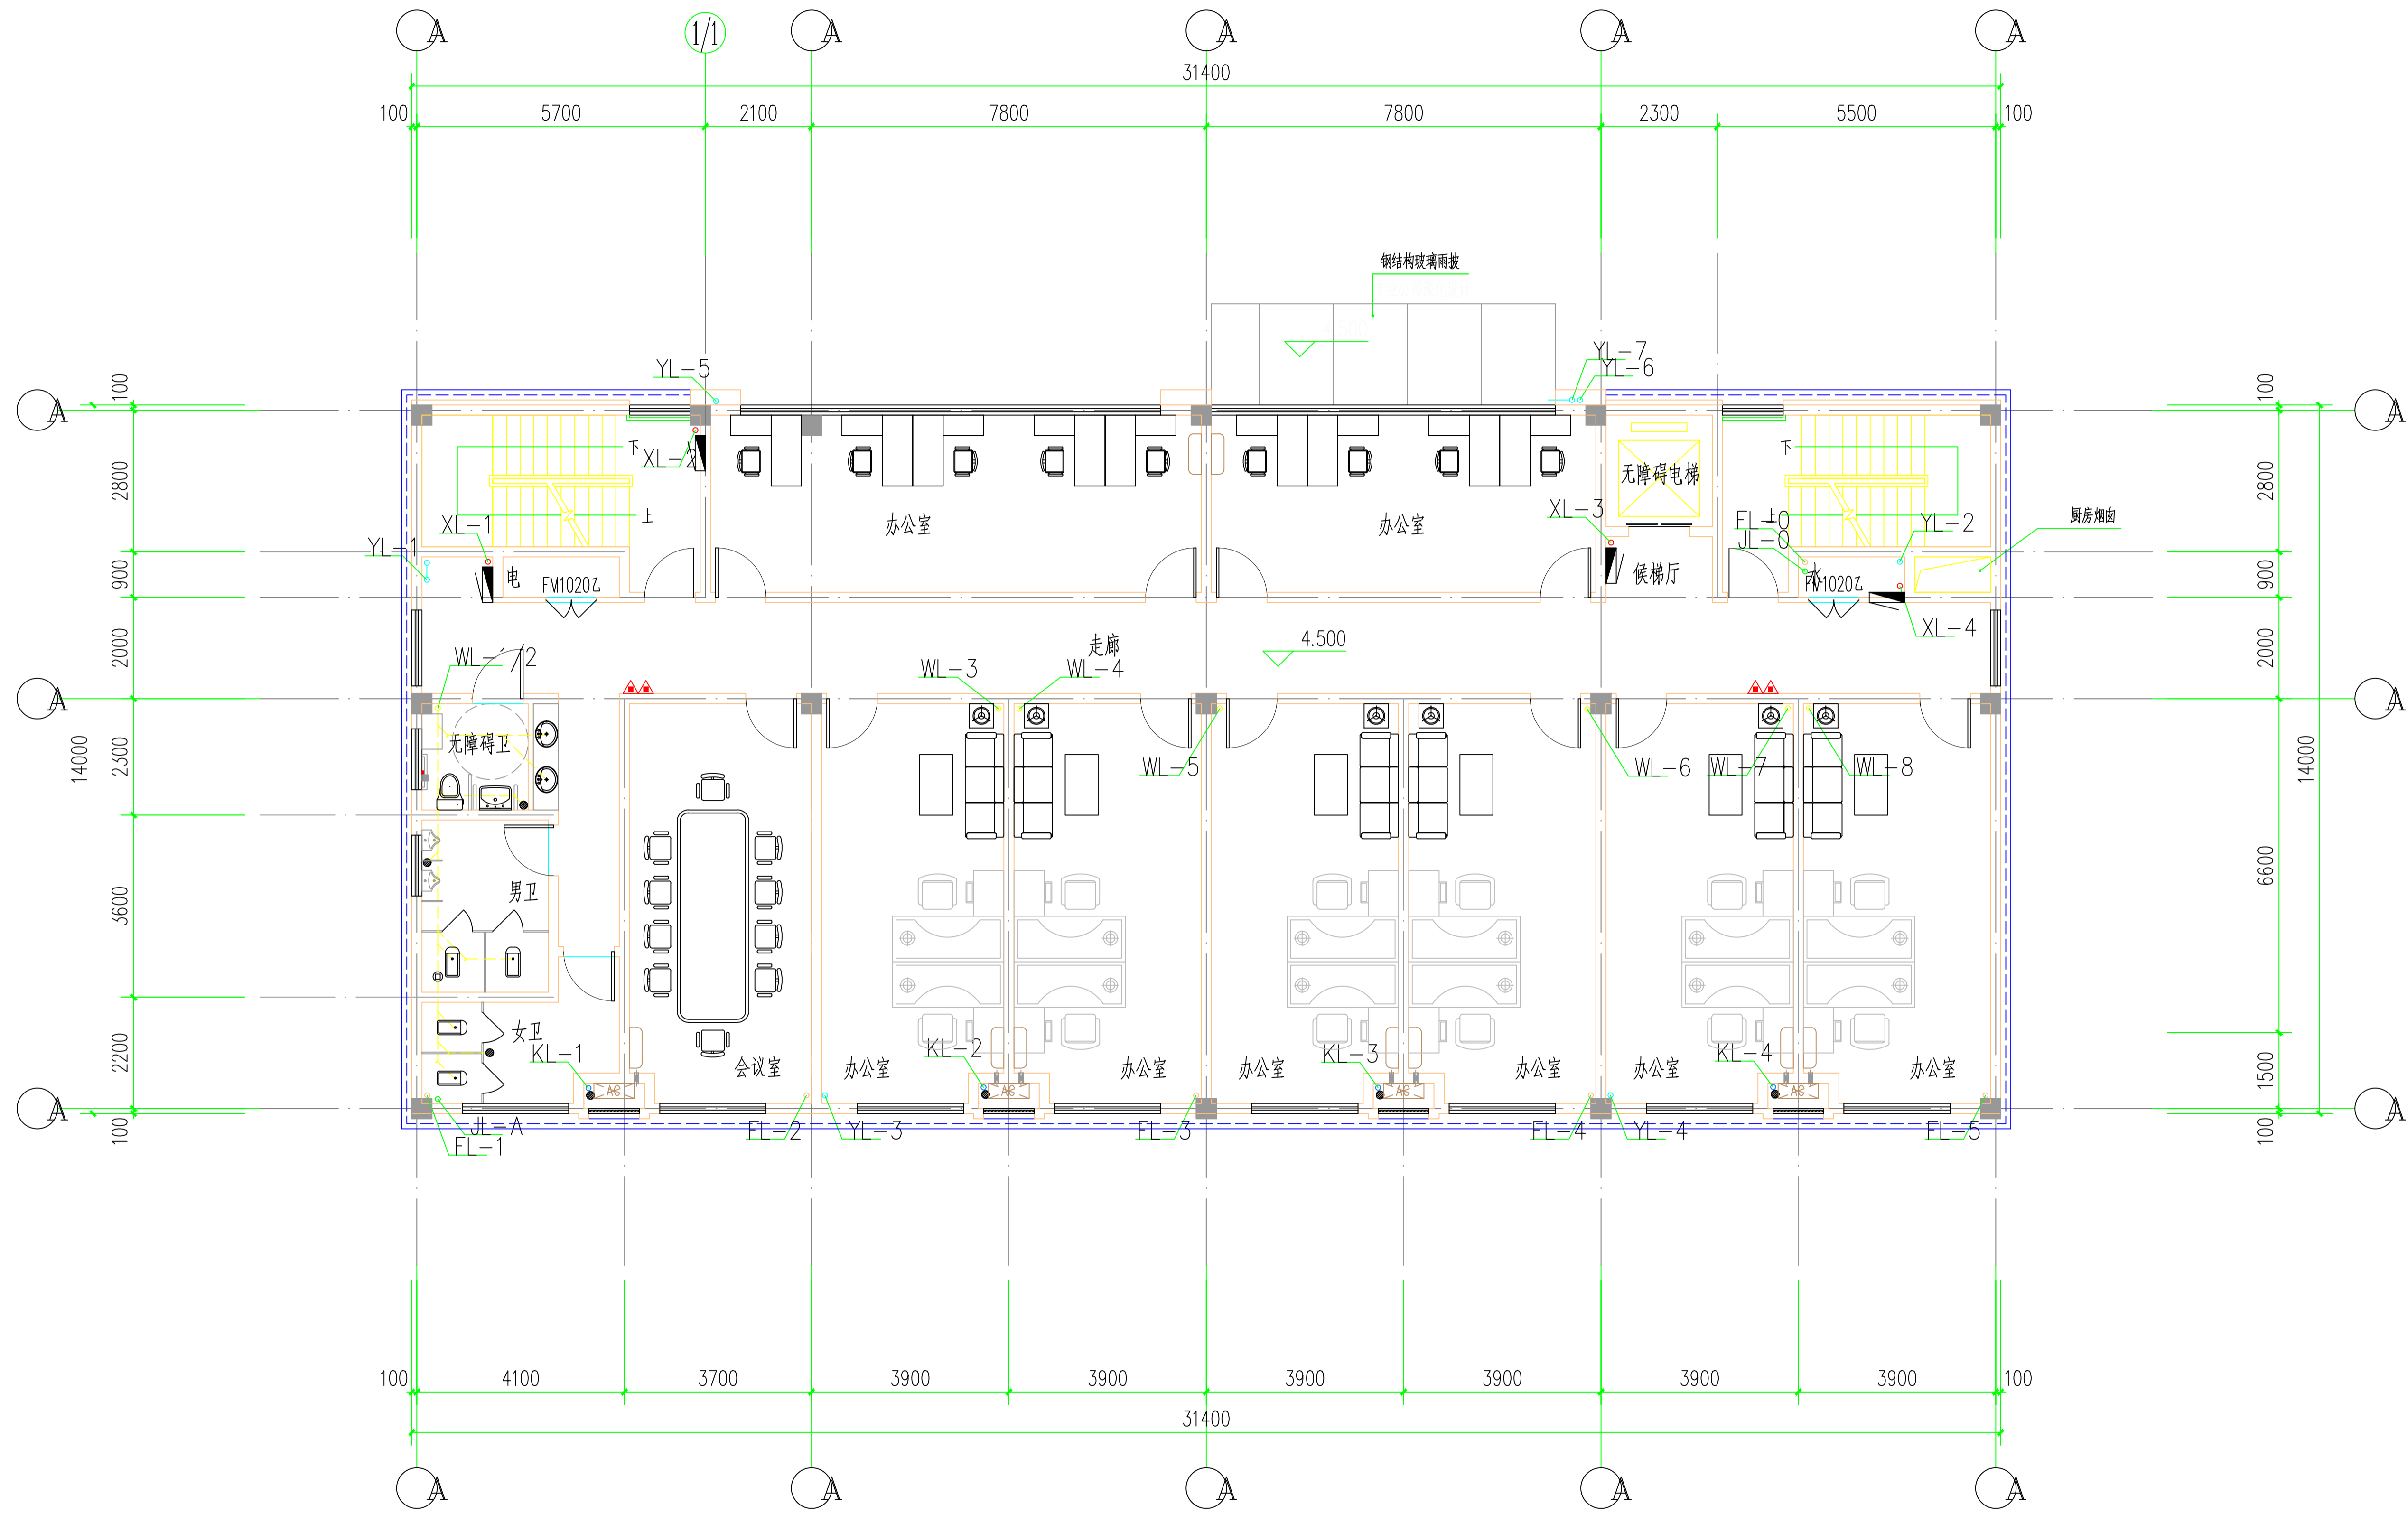 A 1/1 A A A A
31400
100 5700 2100 7800 7800 2300 5500 100
钢结构玻璃雨披
YL-5
YL-7
YL-6
A
A
100
100
下
下
XL-2
无障碍电梯
2800
2800
XL-1
上
办公室
办公室
XL-3
上
FL-0
YL-2
厨房烟囱
YL-1
JL-0
电
FM1020乙
候梯厅
水
FM1020乙
900
900
XL-4
走廊
4.500
2000
2000
WL-1/2
WL-3
WL-4
A
A
14000
14000
无障碍卫
2300
WL-5
WL-6
WL-7
WL-8
男卫
3600
6600
女卫
KL-1
KL-2
KL-3
KL-4
会议室
办公室
办公室
办公室
办公室
办公室
办公室
2200
1500
AC
AC
AC
AC
A
A
JL-A
FL-1
FL-2
YL-3
FL-3
FL-4
YL-4
FL-5
100
100
100 4100 3700 3900 3900 3900 3900 3900 3900 100
31400
A A A A A